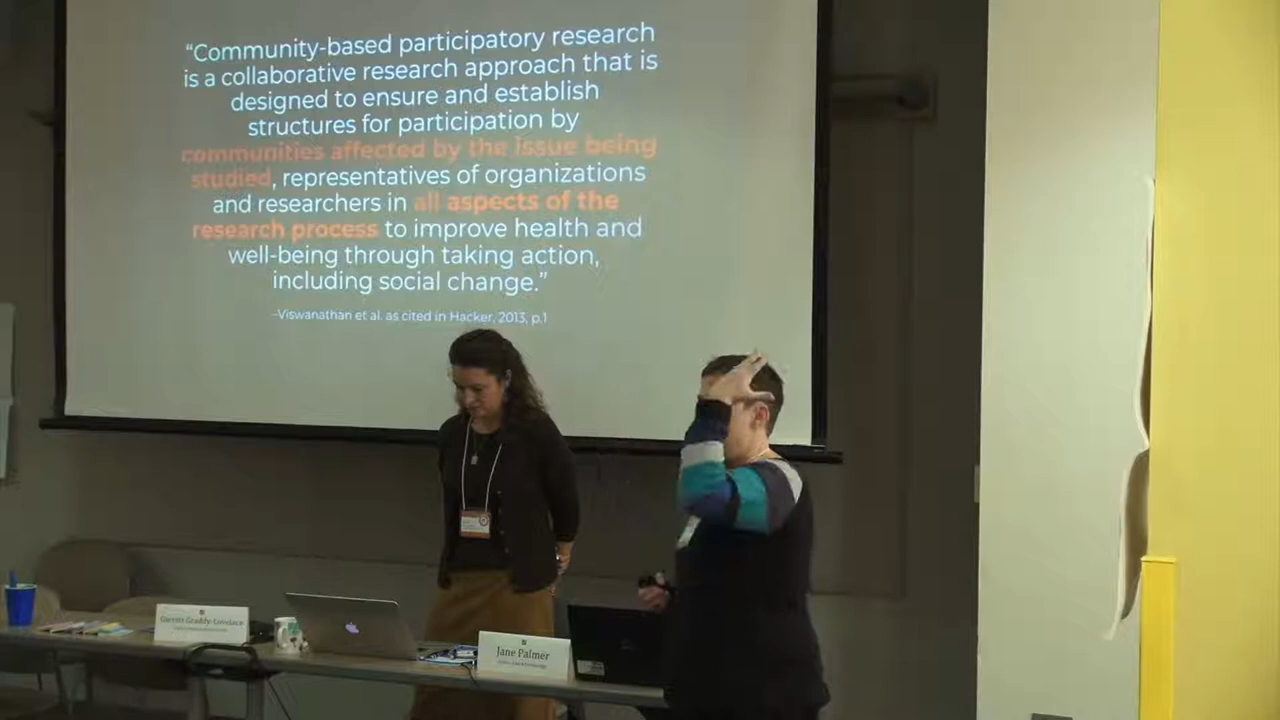 “Community-based participatory research
is a collaborative research approach that is
designed to ensure and establish
structures for participation by
communities affected by the issue being
studied, representatives of organizations
and researchers in all aspects of the
research process to improve health and
well-being through taking action,
including social change.”
–Viswanathan et al. as cited in Hacker, 2013, p.1
Garrett Graddy-Lovelace
Jane Palmer